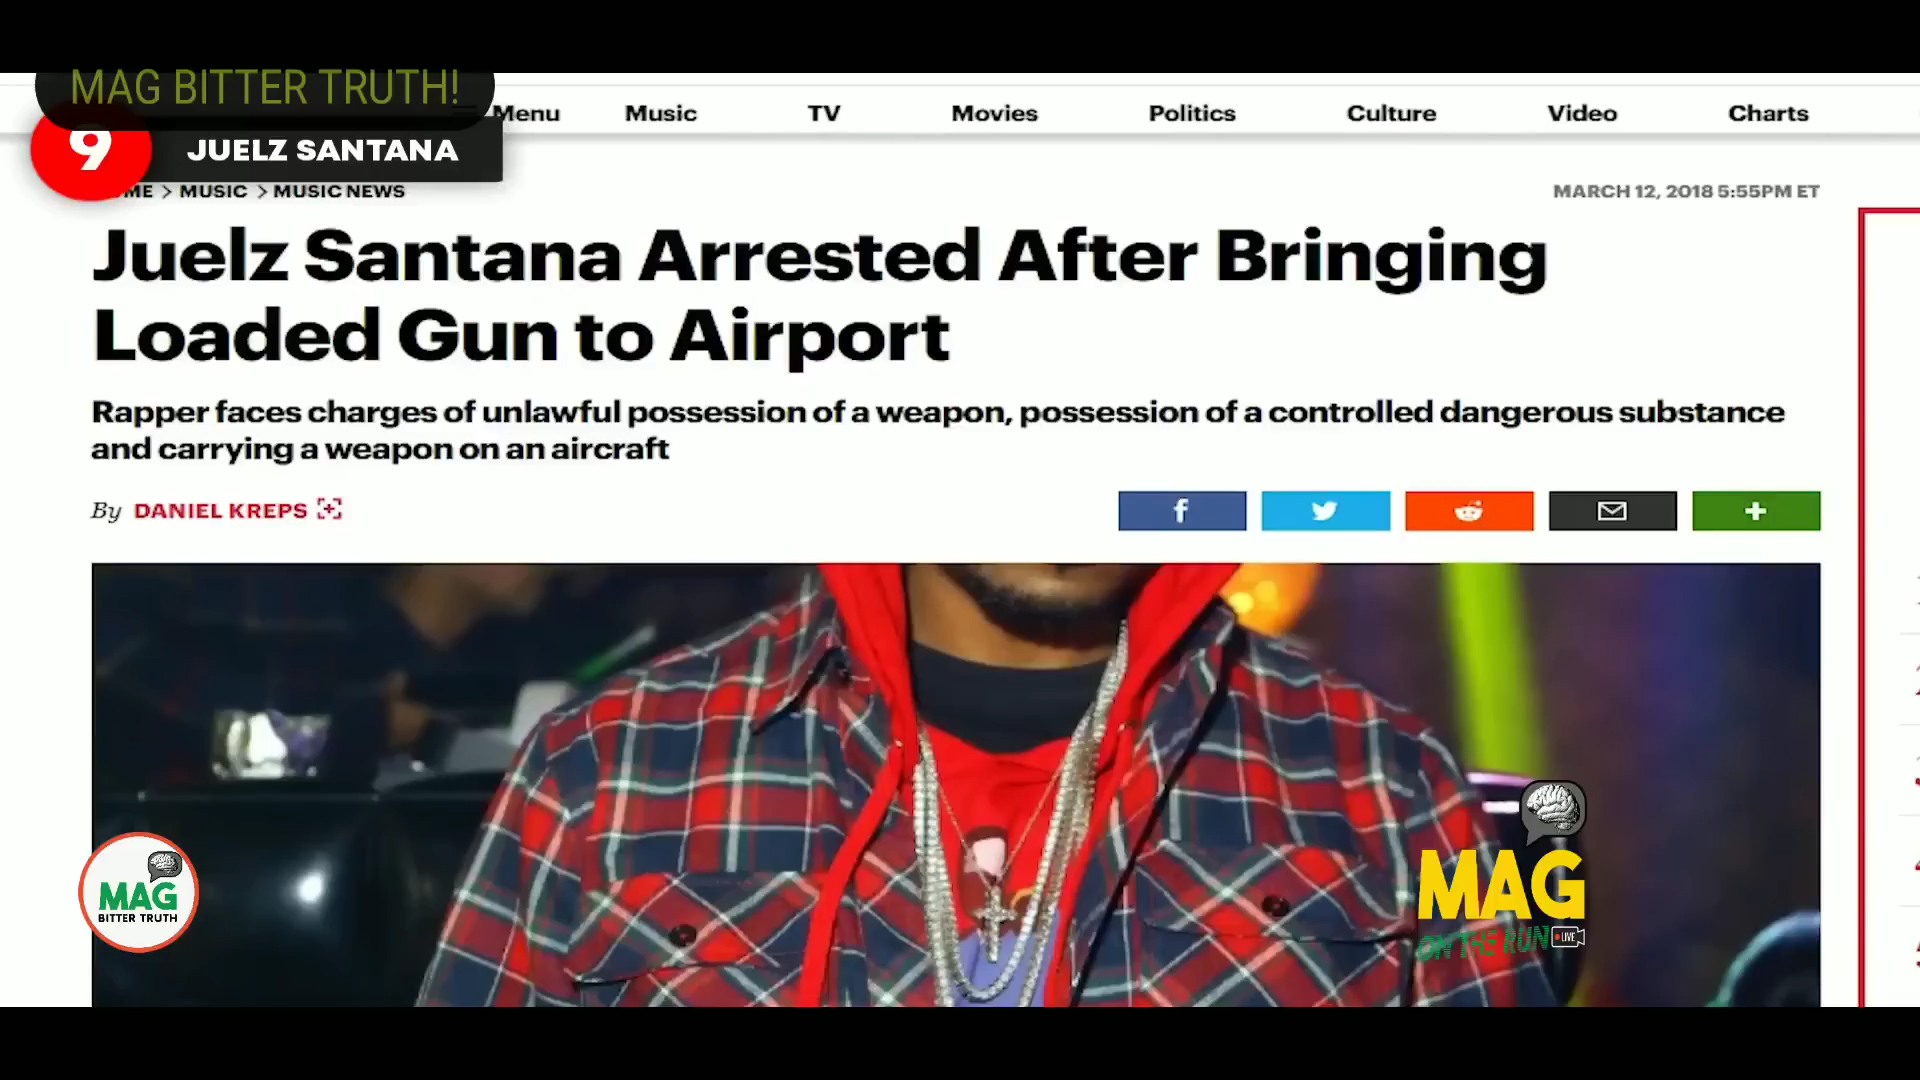 MAG BITTER TRUTH!
Menu Music TV Movies Politics Culture Video Charts
9 JUELZ SANTANA
ME > MUSIC > MUSIC NEWS
MARCH 12, 2018 5:55PM ET
Juelz Santana Arrested After Bringing
Loaded Gun to Airport
Rapper faces charges of unlawful possession of a weapon, possession of a controlled dangerous substance
and carrying a weapon on an aircraft
By DANIEL KREPS
MAG
BITTER TRUTH
MAG
ON THE RUN LIVE